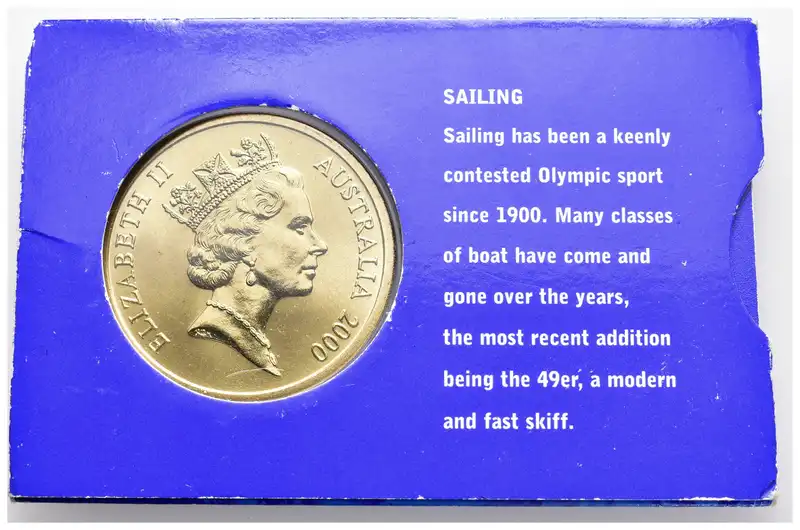 ELIZABETH II
AUSTRALIA 2000
SAILING
Sailing has been a keenly
contested Olympic sport
since 1900. Many classes
of boat have come and
gone over the years,
the most recent addition
being the 49er, a modern
and fast skiff.